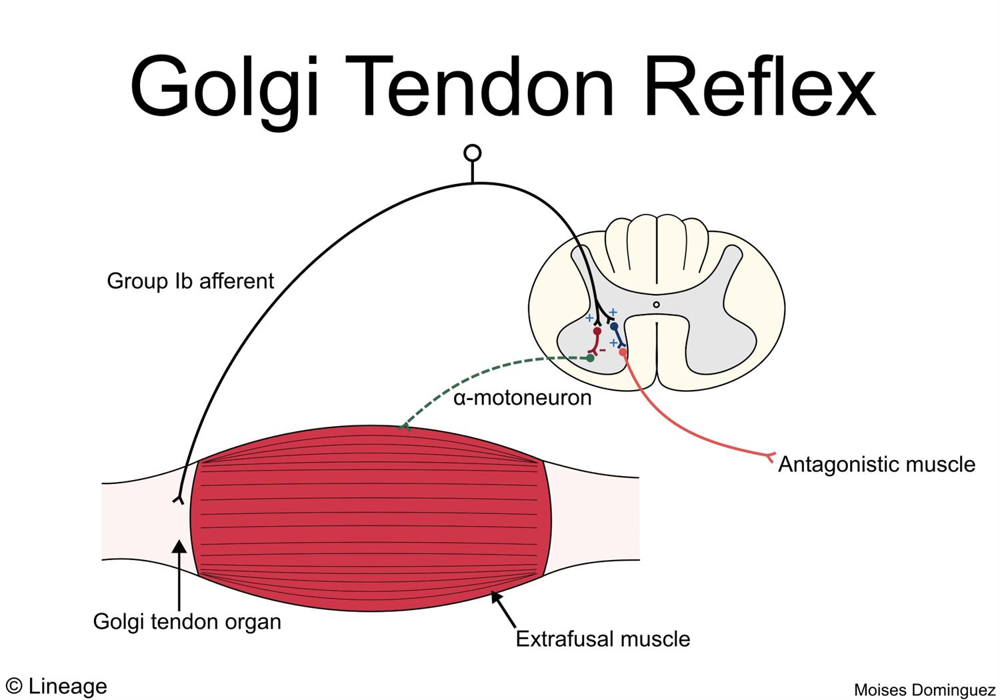 Golgi Tendon Reflex
Group Ib afferent
+
+
+
-
α-motoneuron
Antagonistic muscle
Golgi tendon organ
Extrafusal muscle
© Lineage
Moises Dominguez